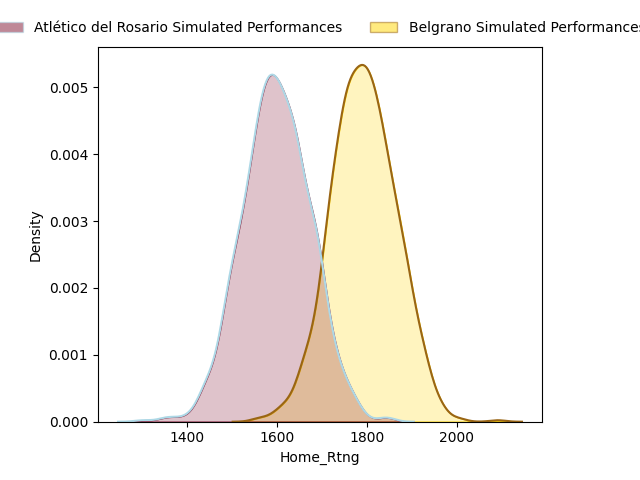 Atlético del Rosario Simulated Performances Belgrano Simulated Performances
0.005
0.004
0.003
0.002
0.001
0.000
Density
1400 1600 1800 2000
Home_Rtng